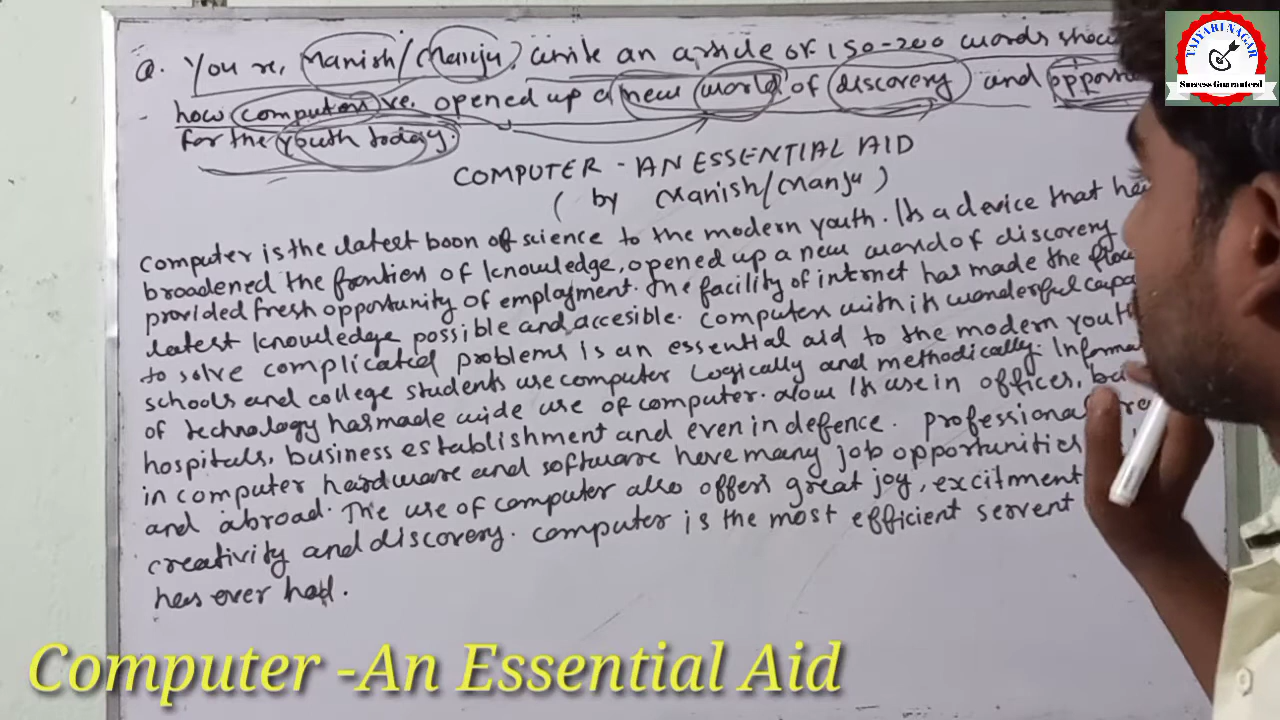 Q. You're, Manish/Manju, write an article of 150-200 words
how computers've opened up a new world of discovery and
for the youth today.
COMPUTER - AN ESSENTIAL AID
( by Manish/Manju )
Computer is the latest boon of science to the modern youth. It's a device that has
broadened the frontiers of knowledge, opened up a new world of discovery
provided fresh opportunity of employment. The facility of internet has made the
latest knowledge possible and accesible. Computer with it wonderful
to solve complicated problems is an essential aid to the modern youth
schools and college students use computer logically and methodically.
of technology has made wide use of computer. now It's use in offices,
hospitals, business establishment and even in defence. professional
in computer hardware and software have many job opportunities
and abroad. The use of computer also offers great joy, excitment
creativity and discovery. computer is the most efficient servent
has ever had.
TAIYARI NAGAR
Success Guaranteed
Computer -An Essential Aid